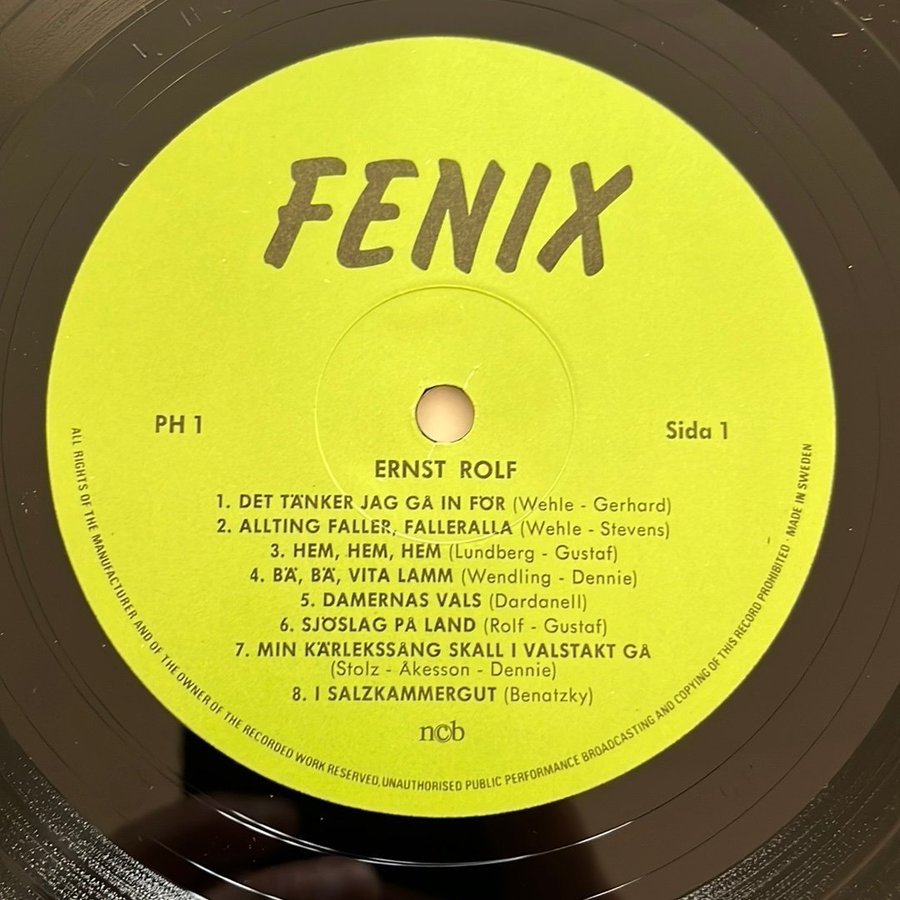 FENIX
PH 1
Sida 1
ERNST ROLF
1. DET TÄNKER JAG GÅ IN FÖR (Wehle - Gerhard)
2. ALLTING FALLER, FALLERALLA (Wehle - Stevens)
3. HEM, HEM, HEM (Lundberg - Gustaf)
4. BÄ, BÄ, VITA LAMM (Wendling - Dennie)
5. DAMERNAS VALS (Dardanell)
6. SJÖSLAG PÅ LAND (Rolf - Gustaf)
7. MIN KÄRLEKSSÅNG SKALL I VALSTAKT GÅ
(Stolz - Åkesson - Dennie)
8. I SALZKAMMERGUT (Benatzky)
ncb
ALL RIGHTS OF THE MANUFACTURER AND OF THE OWNER OF THE RECORDED WORK RESERVED, UNAUTHORISED PUBLIC PERFORMANCE BROADCASTING AND COPYING OF THIS RECORD PROHIBITED · MADE IN SWEDEN